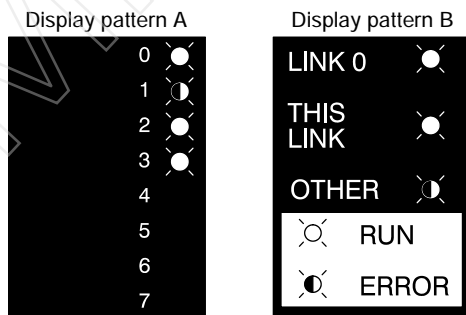 Display pattern A
0
1
2
3
4
5
6
7
Display pattern B
LINK 0
THIS
LINK
OTHER
RUN
ERROR